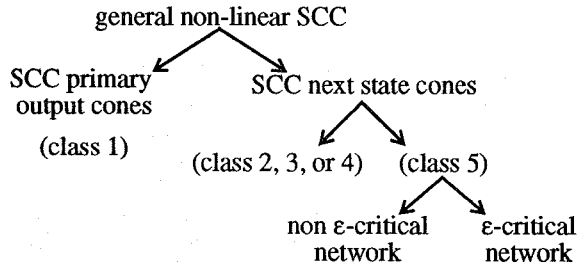 general non-linear SCC
SCC primary
output cones
SCC next state cones
(class 1)
(class 2, 3, or 4)
(class 5)
non ε-critical
network
ε-critical
network